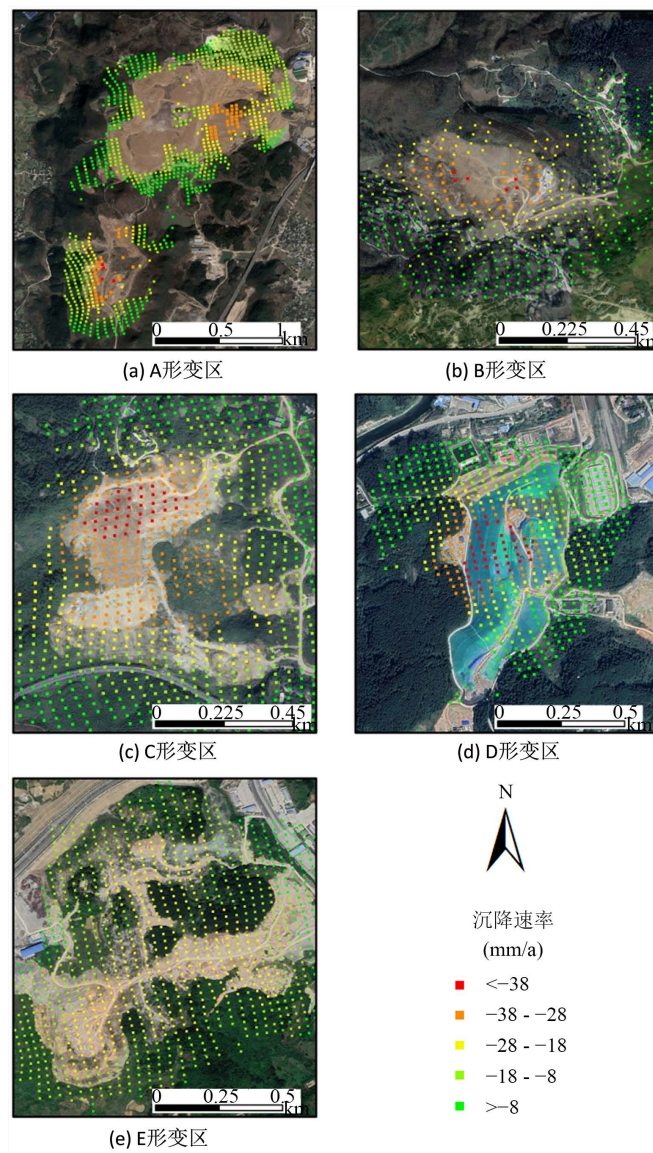 0 0.5 1
km
(a) A形变区
0 0.225 0.45
km
(b) B形变区
0 0.225 0.45
km
(c) C形变区
0 0.25 0.5
km
(d) D形变区
0 0.25 0.5
km
(e) E形变区
N
沉降速率
(mm/a)
<−38
−38 - −28
−28 - −18
−18 - −8
>−8